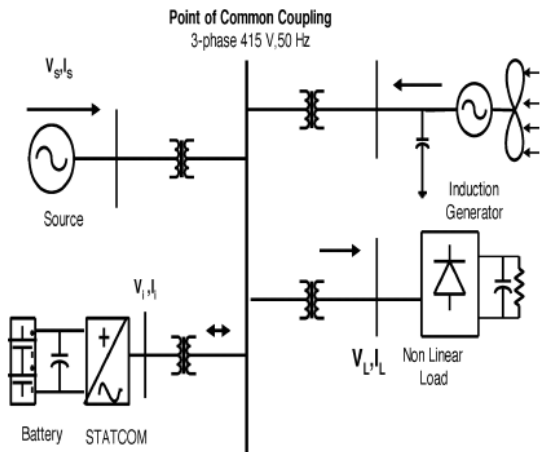 Point of Common Coupling
3-phase 415 V,50 Hz
Vs,Is
Source
Induction
Generator
Vi,Ii
VL,IL
Non Linear
Load
Battery
STATCOM